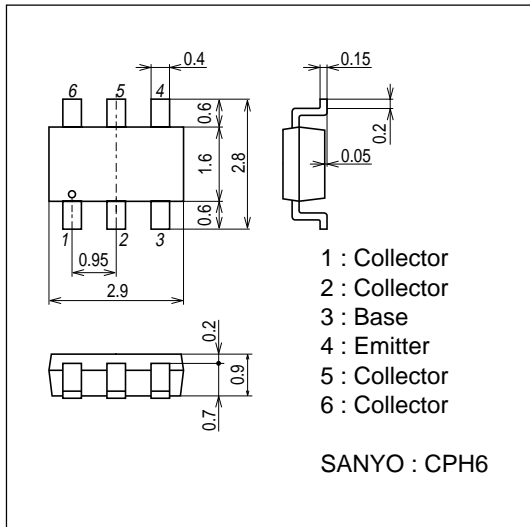 0.4
0.15
6 5 4
0.6
1.6
2.8
0.6
0.2
0.05
1 2 3
0.95
2.9
1 : Collector
2 : Collector
3 : Base
4 : Emitter
5 : Collector
6 : Collector
0.2
0.9
0.7
SANYO : CPH6